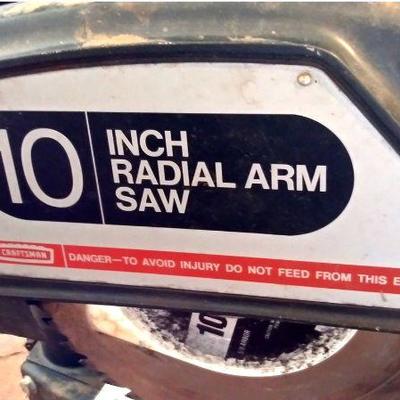 10
INCH
RADIAL ARM
SAW
CRAFTSMAN
DANGER—TO AVOID INJURY DO NOT FEED FROM THIS
10